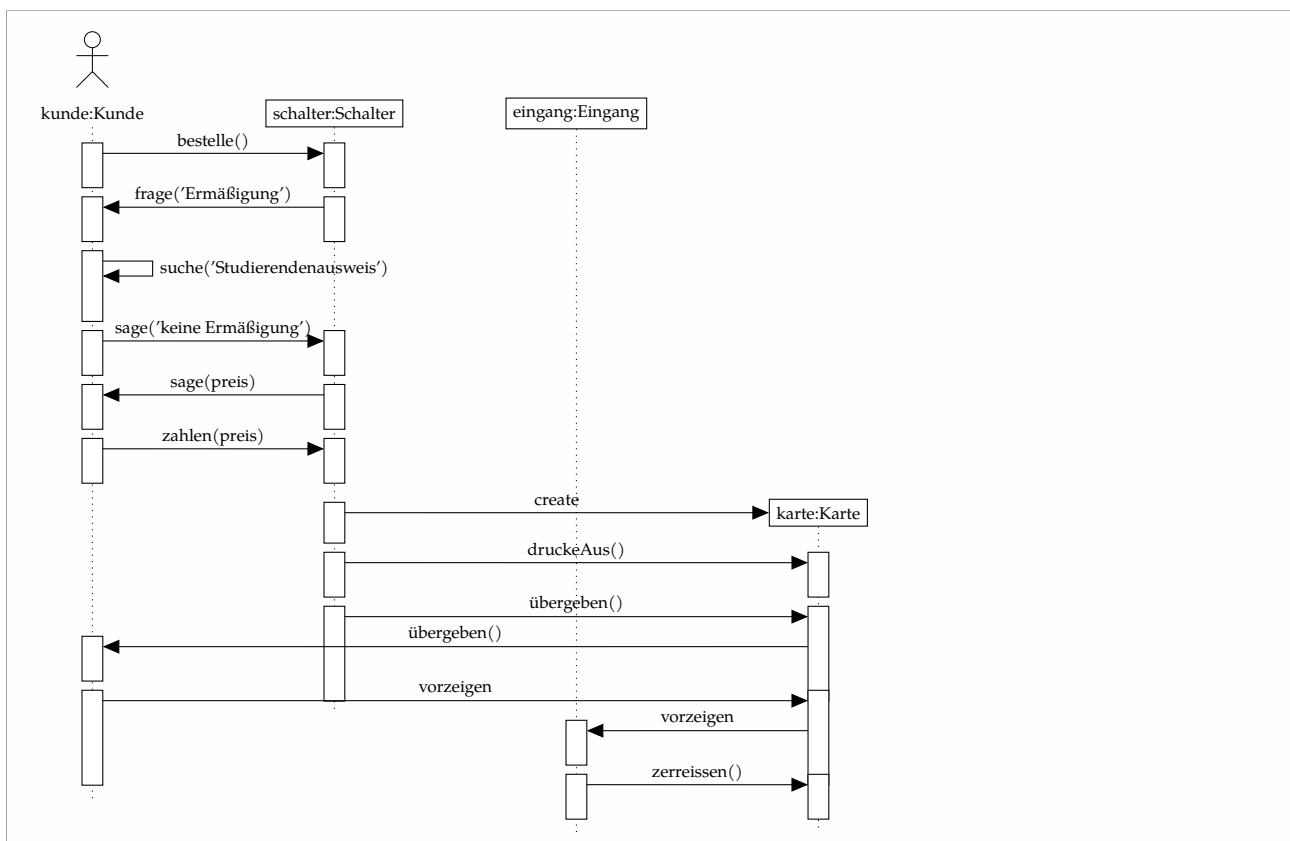 kunde:Kunde
schalter:Schalter
eingang:Eingang
bestelle()
frage('Ermäßigung')
suche('Studierendenausweis')
sage('keine Ermäßigung')
sage(preis)
zahlen(preis)
create
karte:Karte
druckeAus()
übergeben()
übergeben()
vorzeigen
vorzeigen
zerreissen()